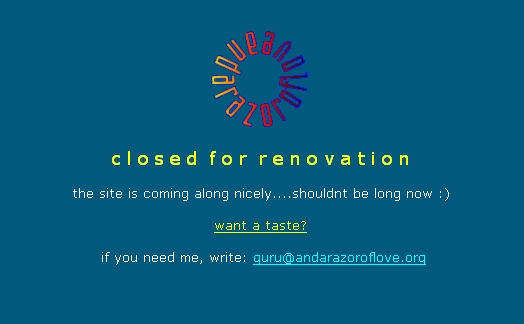 closed for renovation
the site is coming along nicely....shouldnt be long now :)
want a taste?
if you need me, write: guru@andarazoroflove.org